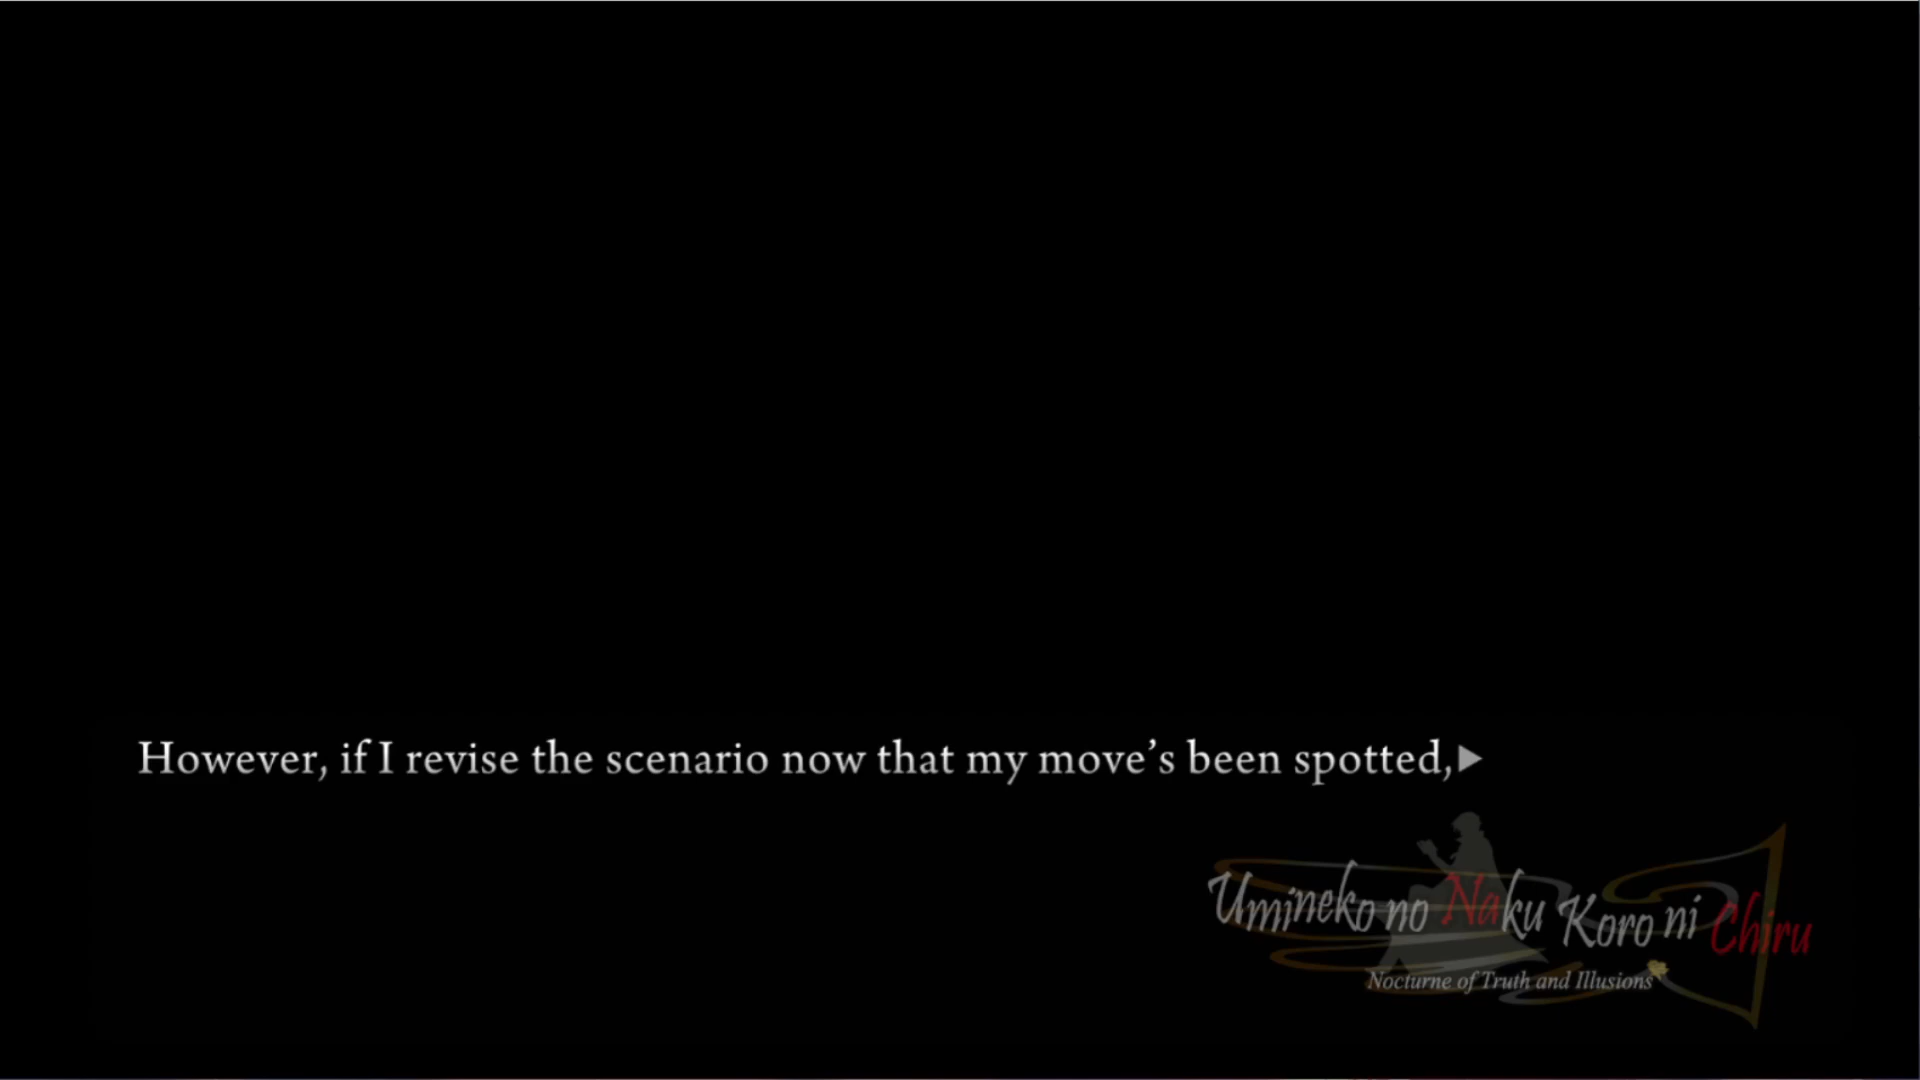 However, if I revise the scenario now that my move’s been spotted,
Umineko no Naku Koro ni Chiru
Nocturne of Truth and Illusions